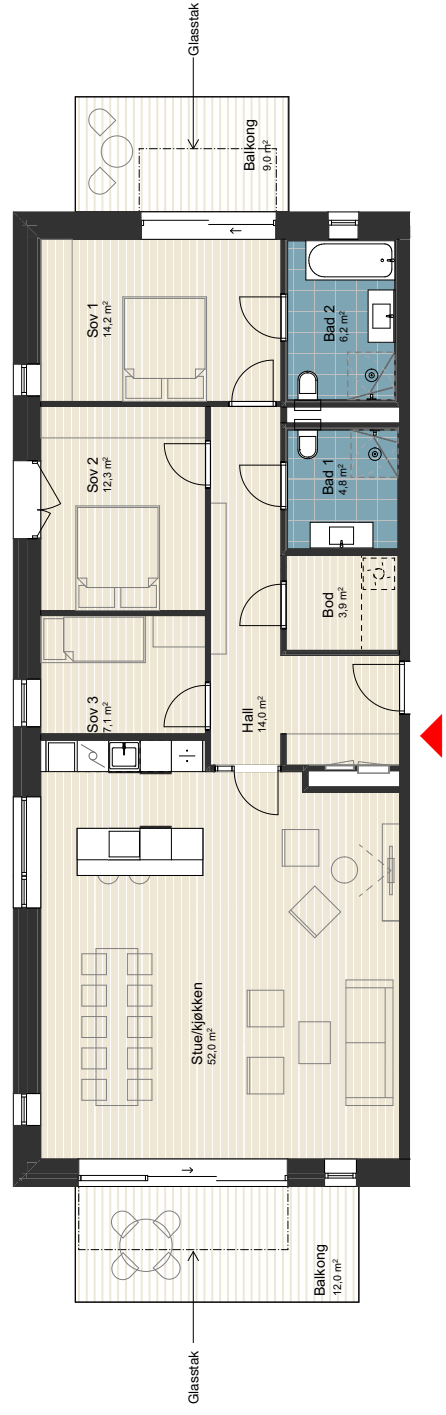 Glasstak
Balkong
9,0 m²
Sov 1
14,2 m²
Bad 2
6,2 m²
Sov 2
12,3 m²
Bad 1
4,8 m²
Bod
3,9 m²
Sov 3
7,1 m²
Hall
14,0 m²
Stue/kjøkken
52,0 m²
Balkong
12,0 m²
Glasstak